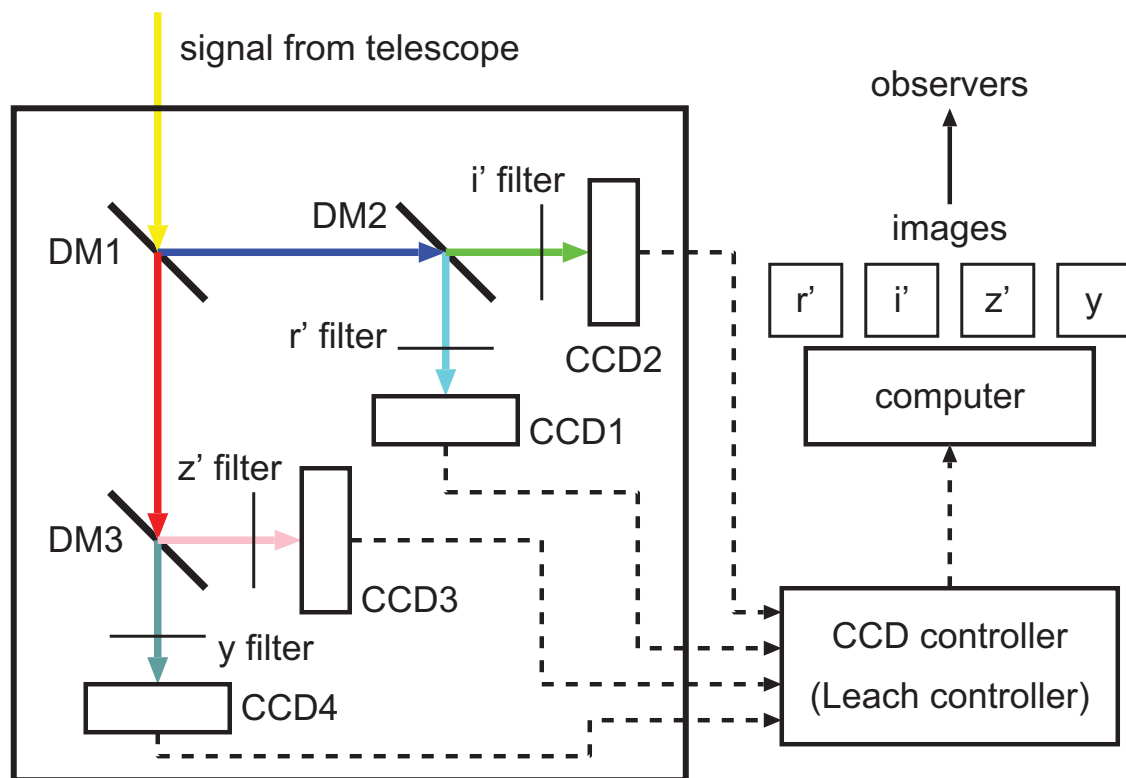 signal from telescope
observers
i’ filter
DM2
DM1
images
r’
i’
z’
y
r’ filter
CCD2
computer
CCD1
z’ filter
DM3
CCD3
y filter
CCD controller
(Leach controller)
CCD4